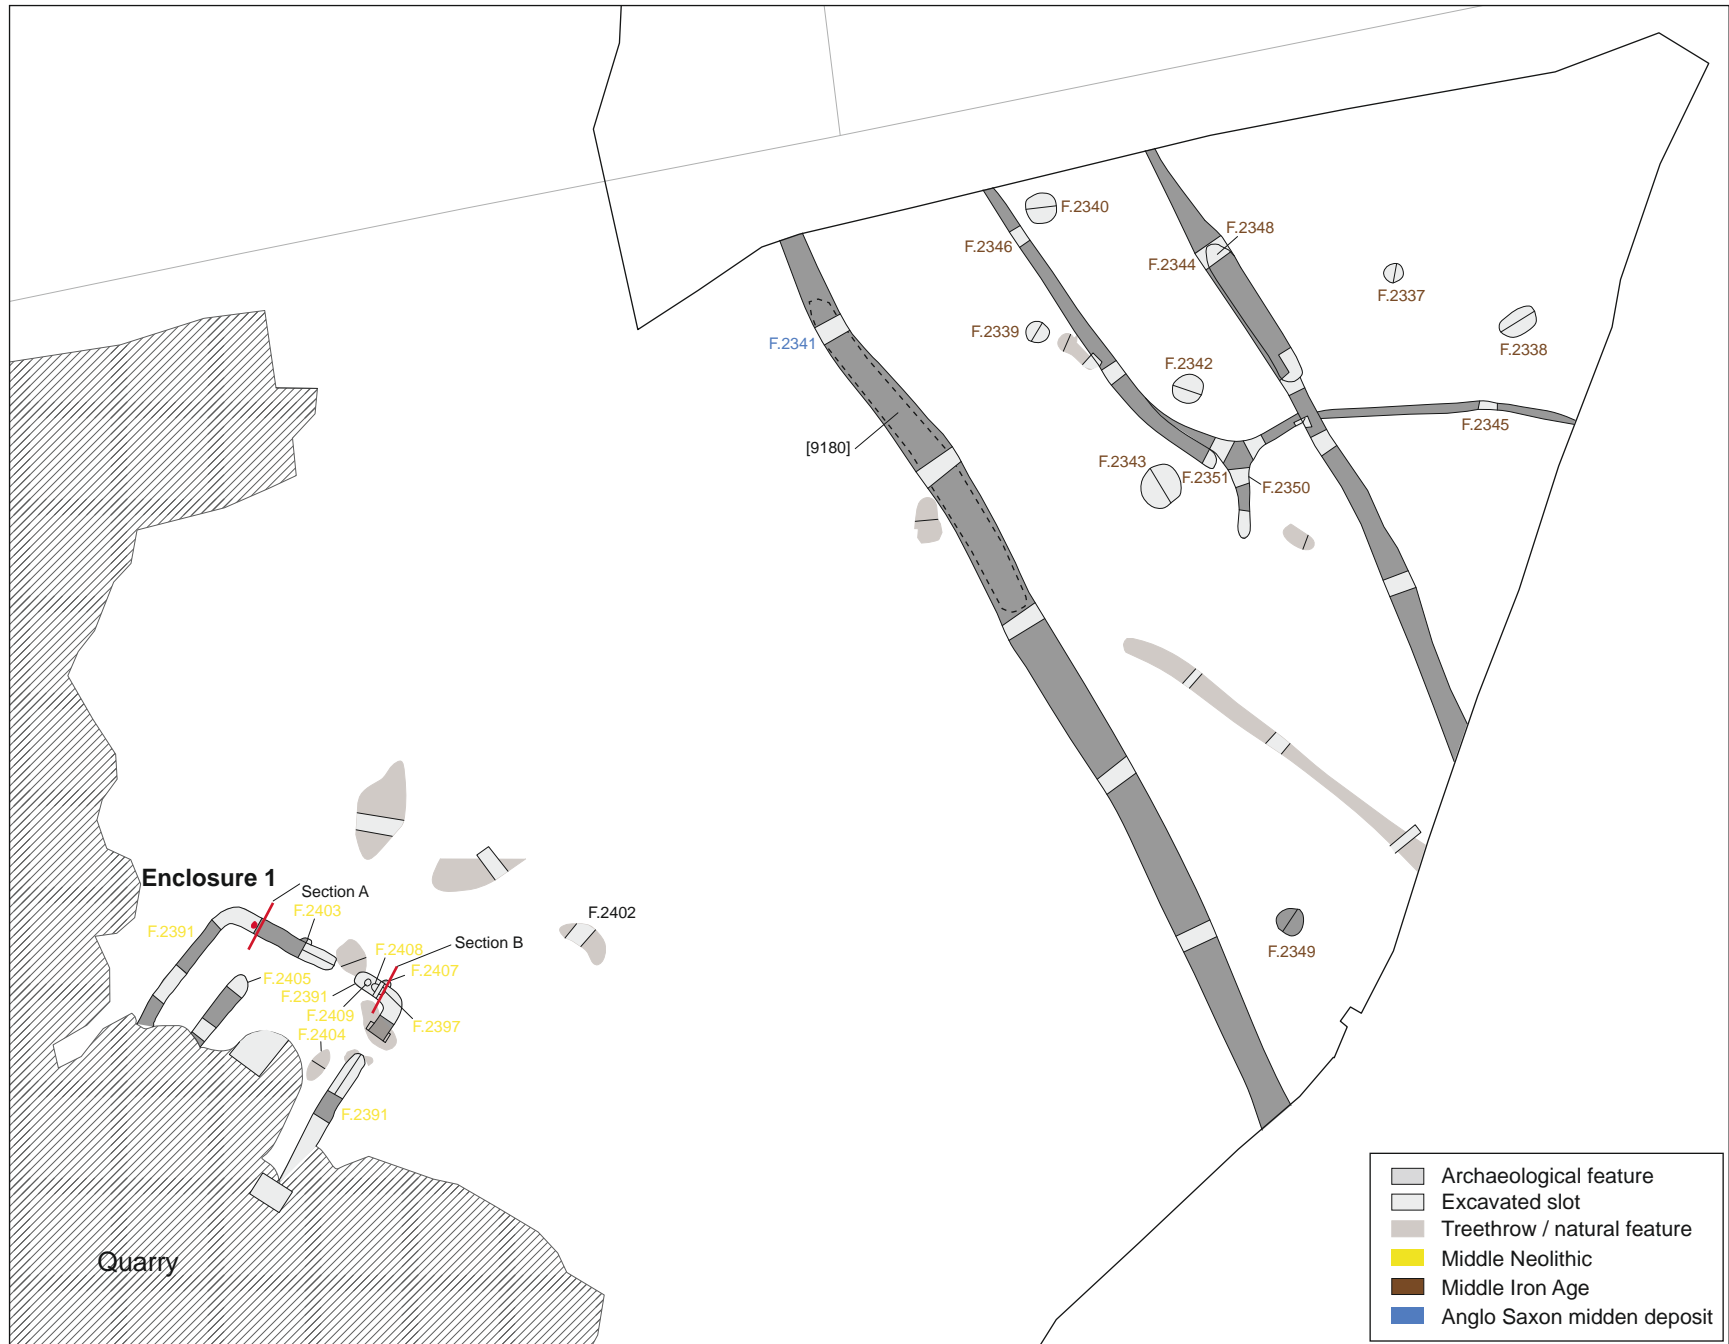 F.2340
F.2346
F.2348
F.2344
F.2337
F.2341
F.2339
F.2338
F.2342
[9180]
F.2345
F.2343
F.2351
F.2350
Enclosure 1
Section A
F.2403
F.2391
F.2402
F.2408
Section B
F.2407
F.2405
F.2391
F.2409
F.2397
F.2404
F.2349
F.2391
Quarry
Archaeological feature
Excavated slot
Treethrow / natural feature
Middle Neolithic
Middle Iron Age
Anglo Saxon midden deposit